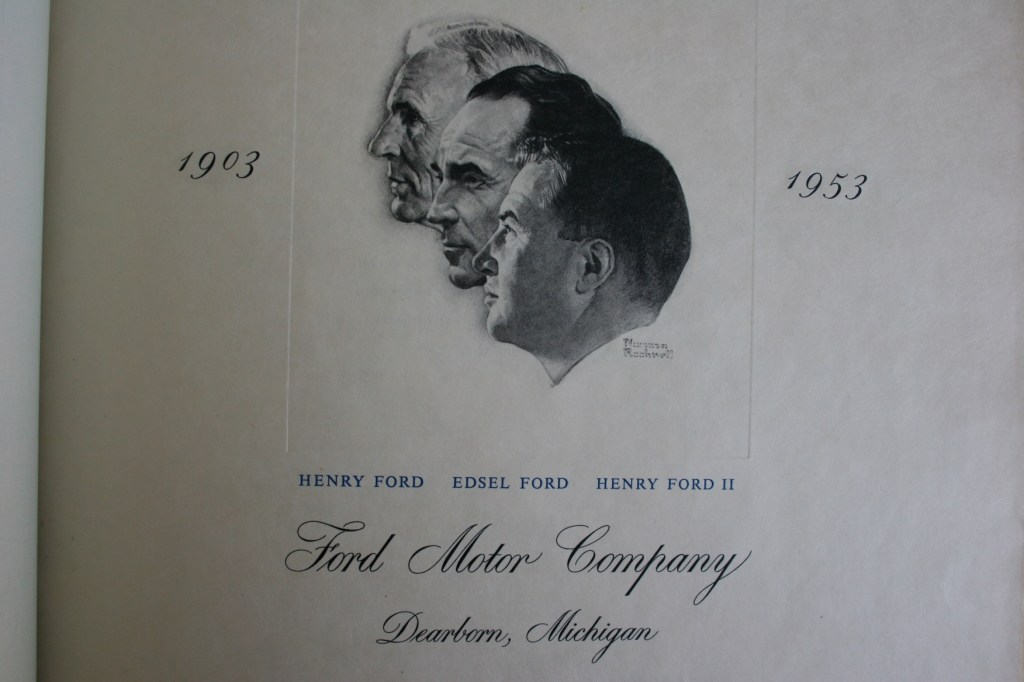 1903
1953
Norman
Rockwell
HENRY FORD EDSEL FORD HENRY FORD II
Ford Motor Company
Dearborn, Michigan